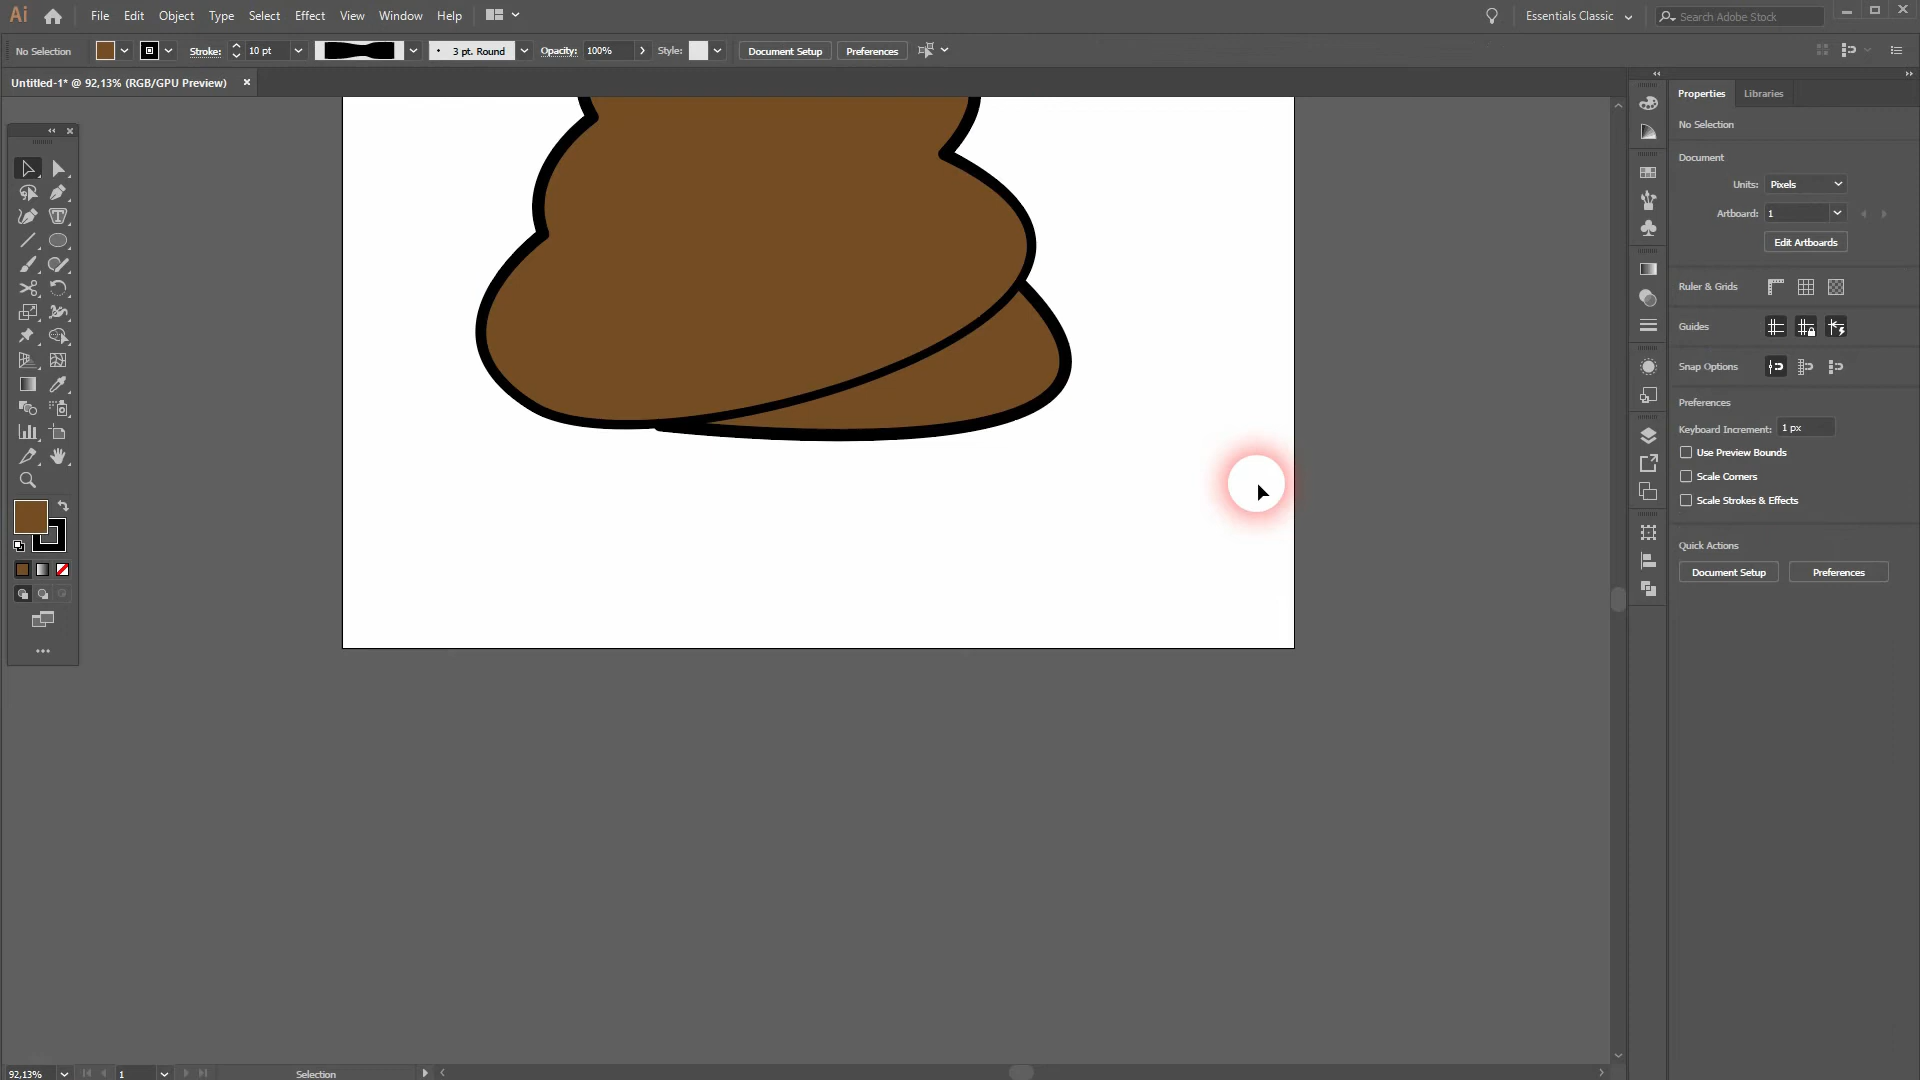 Ai File Edit Object Type Select Effect View Window Help Essentials Classic Search Adobe Stock
No Selection Stroke: 10 pt 3 pt. Round Opacity: 100% Style: Document Setup Preferences
Untitled-1* @ 92,13% (RGB/GPU Preview)
Properties Libraries
No Selection
Document
Units: Pixels
Artboard: 1
Edit Artboards
Ruler & Grids
Guides
Snap Options
Preferences
Keyboard Increment: 1 px
Use Preview Bounds
Scale Corners
Scale Strokes & Effects
Quick Actions
Document Setup Preferences
92,13% 1 Selection